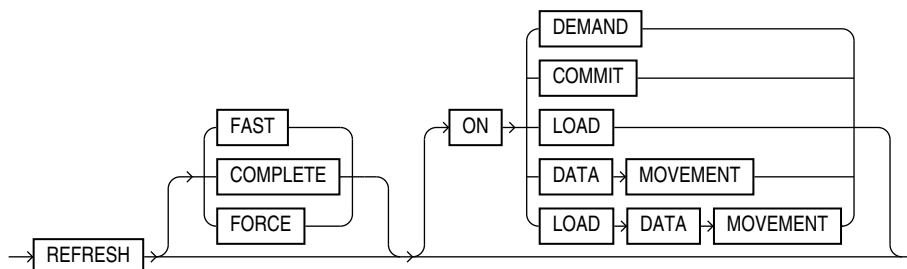 DEMAND
COMMIT
FAST
ON
LOAD
COMPLETE
DATA MOVEMENT
FORCE
LOAD DATA MOVEMENT
REFRESH